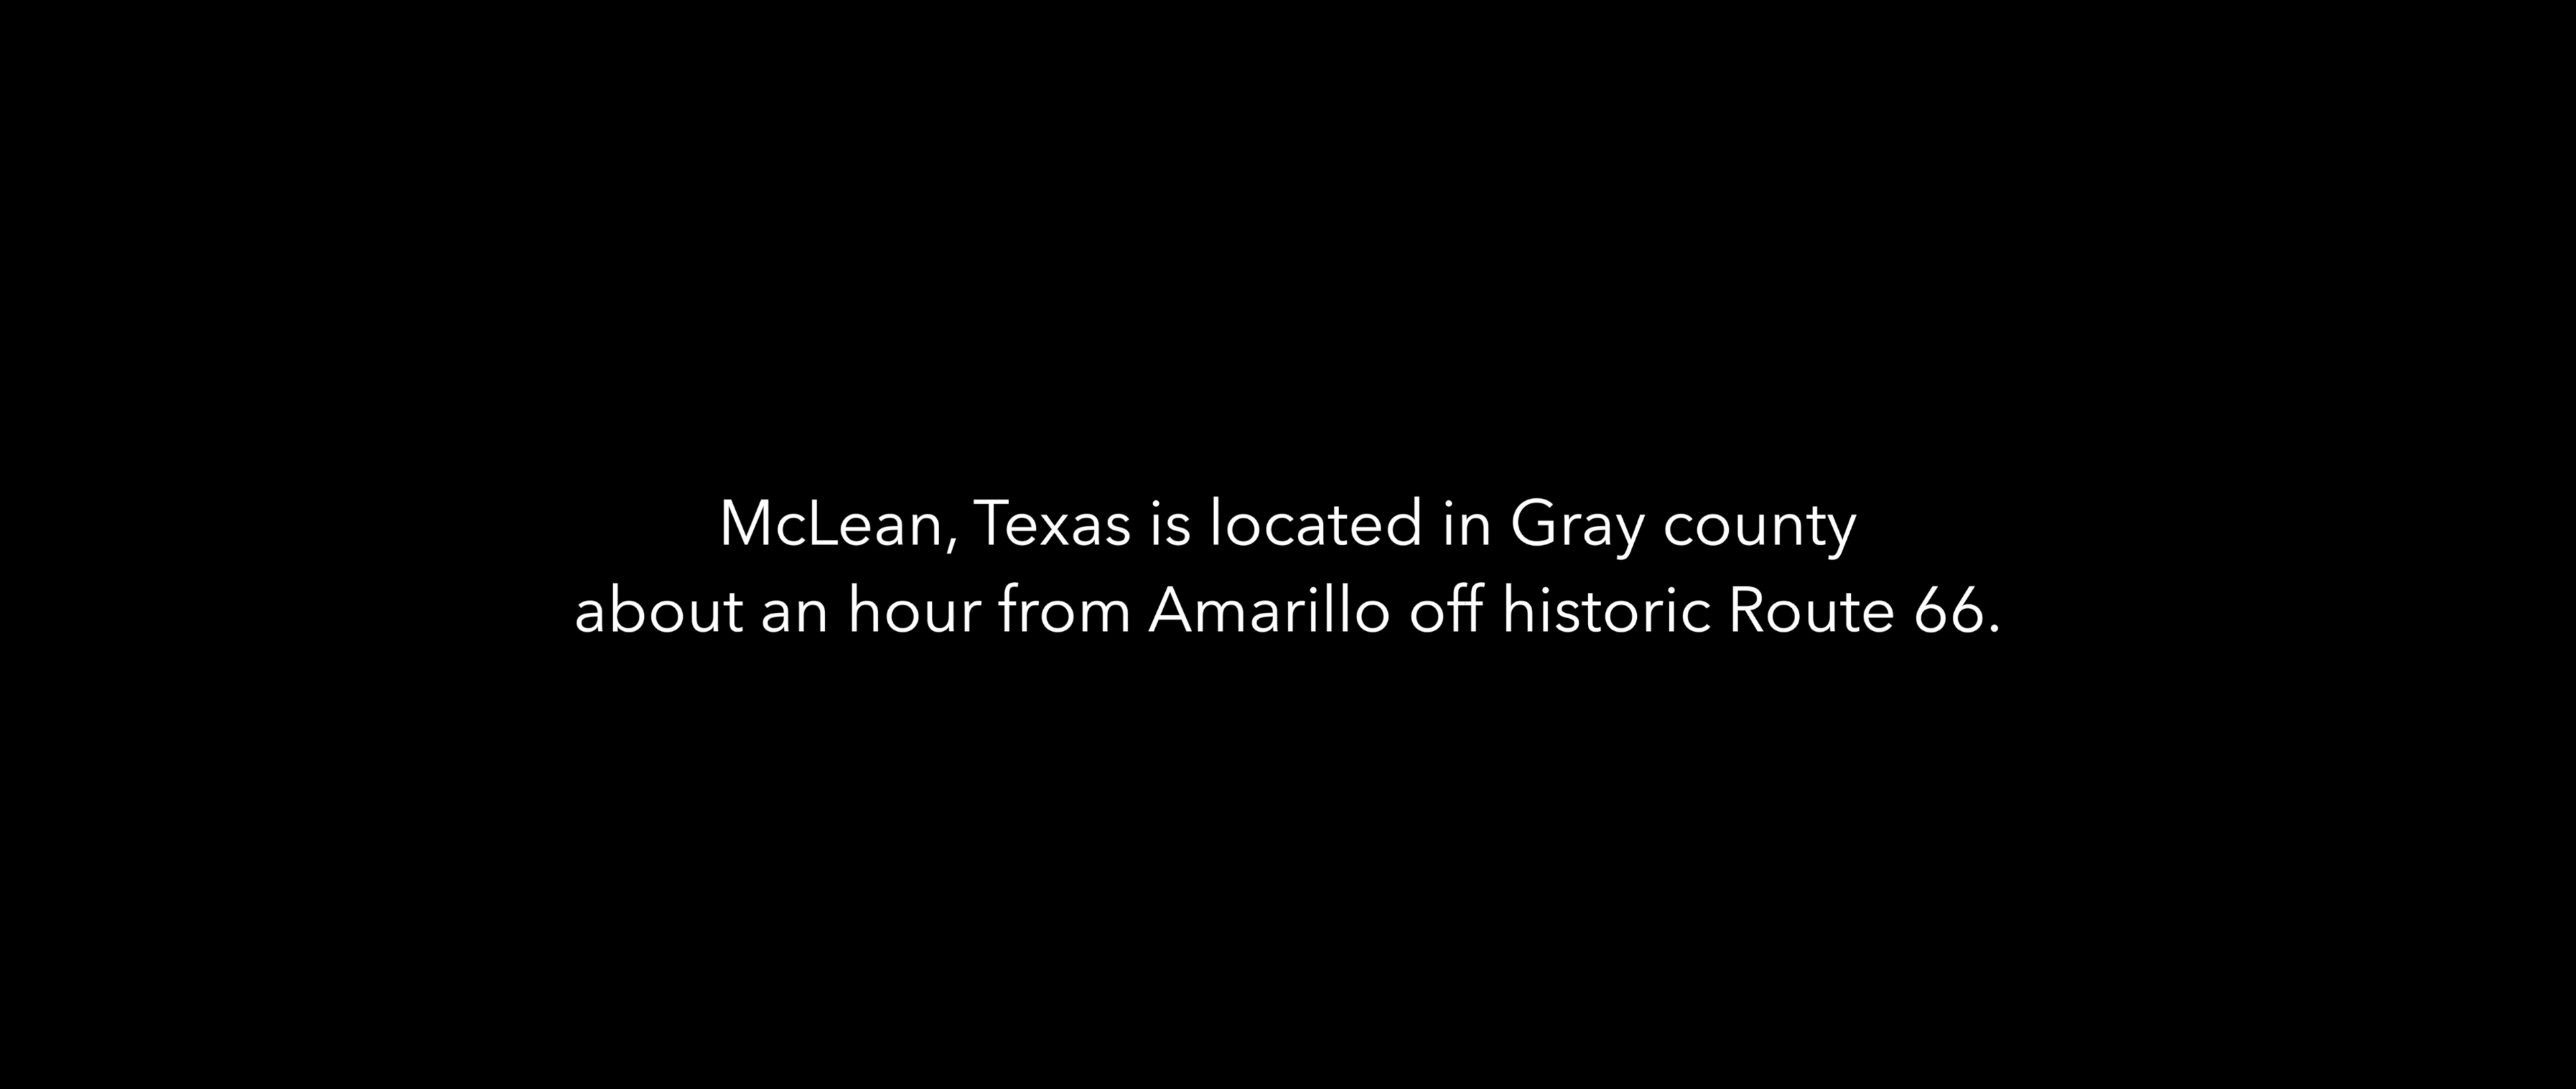 McLean, Texas is located in Gray county
about an hour from Amarillo off historic Route 66.